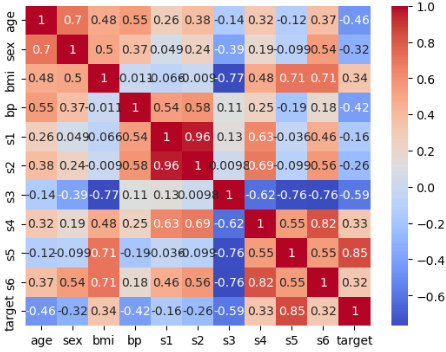 age 1 0.7 0.48 0.55 0.26 0.38 -0.14 0.32 -0.12 0.37 -0.46
sex 0.7 1 0.5 0.37 0.049 0.24 -0.39 0.19 -0.099 0.54 -0.32
bmi 0.48 0.5 1 -0.011 -0.066 -0.009 -0.77 0.48 0.71 0.71 0.34
bp 0.55 0.37 -0.011 1 0.54 0.58 0.11 0.25 -0.19 0.18 -0.42
s1 0.26 0.049 -0.066 0.54 1 0.96 0.13 0.63 -0.036 0.46 -0.16
s2 0.38 0.24 -0.009 0.58 0.96 1 0.0098 0.69 -0.099 0.56 -0.26
s3 -0.14 -0.39 -0.77 0.11 0.13 0.0098 1 -0.62 -0.76 -0.76 -0.59
s4 0.32 0.19 0.48 0.25 0.63 0.69 -0.62 1 0.55 0.82 0.33
s5 -0.12 -0.099 0.71 -0.19 -0.036 -0.099 -0.76 0.55 1 0.55 0.85
s6 0.37 0.54 0.71 0.18 0.46 0.56 -0.76 0.82 0.55 1 0.32
target -0.46 -0.32 0.34 -0.42 -0.16 -0.26 -0.59 0.33 0.85 0.32 1
age sex bmi bp s1 s2 s3 s4 s5 s6 target
1.0
0.8
0.6
0.4
0.2
0.0
-0.2
-0.4
-0.6